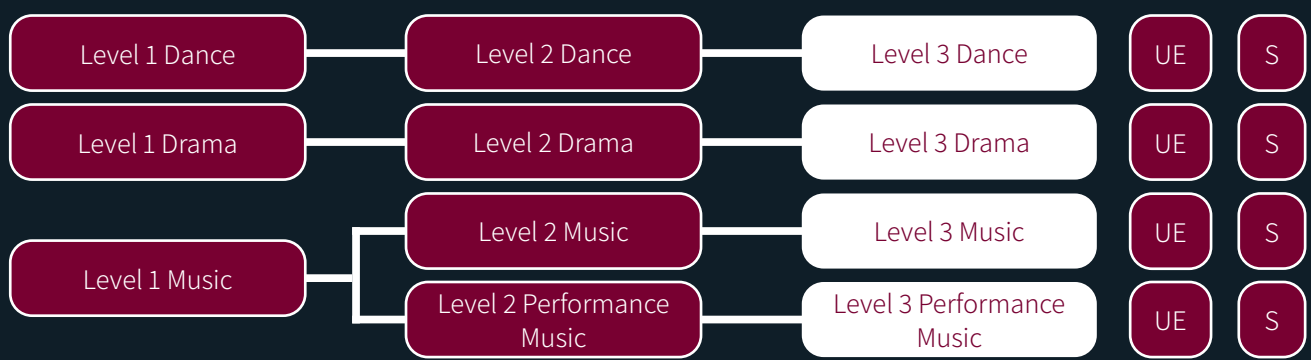 Level 1 Dance Level 2 Dance Level 3 Dance UE S
Level 1 Drama Level 2 Drama Level 3 Drama UE S
Level 1 Music
Level 2 Music Level 3 Music UE S
Level 2 Performance
Music
Level 3 Performance
Music
UE S